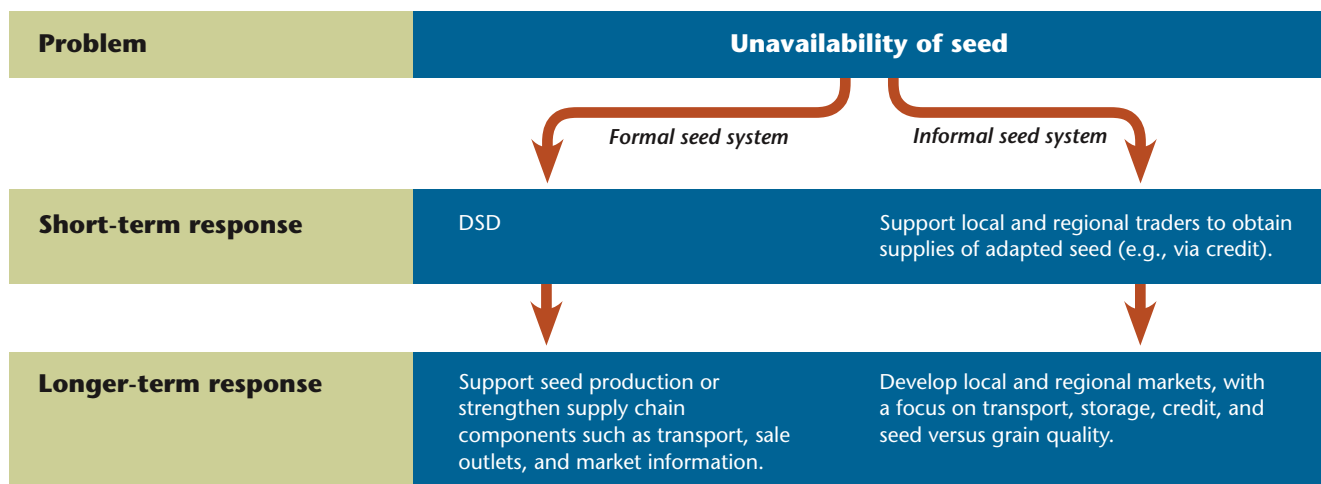 Problem
Unavailability of seed
Formal seed system
Informal seed system
Short-term response
DSD
Support local and regional traders to obtain
supplies of adapted seed (e.g., via credit).
Longer-term response
Support seed production or
strengthen supply chain
components such as transport, sale
outlets, and market information.
Develop local and regional markets, with
a focus on transport, storage, credit, and
seed versus grain quality.